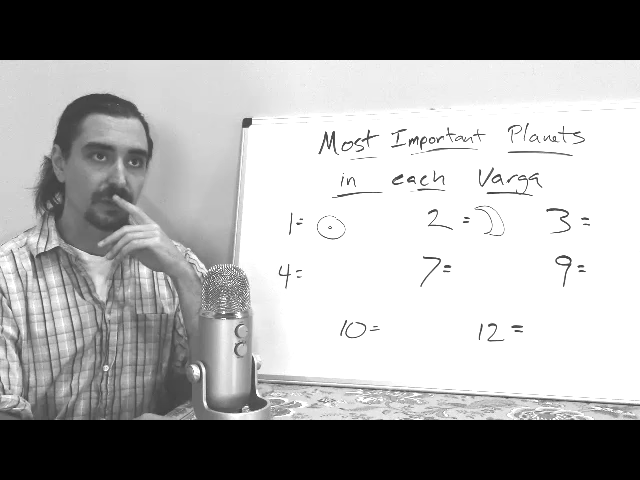 Most Important Planets
in each Varga
1= 2= 3=
4= 7= 9=
10= 12=